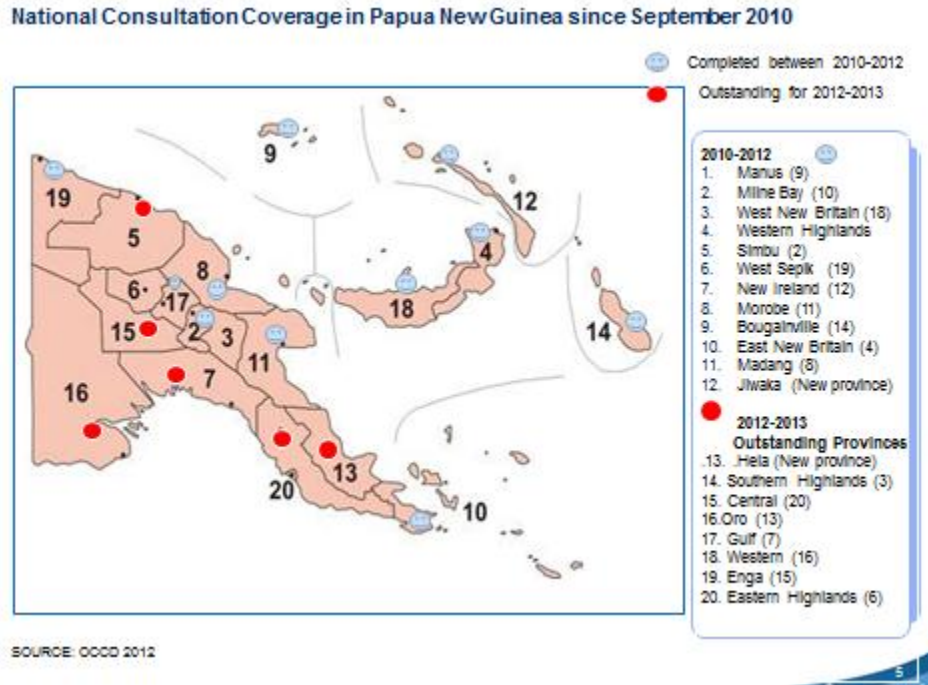 National Consultation Coverage in Papua New Guinea since September 2010
Completed between 2010-2012
Outstanding for 2012-2013
9
19
12
5
4
8
6
17
18
15
2
3
14
11
16
7
13
20
10
2010-2012
1. Manus (9)
2. Milne Bay (10)
3. West New Britain (18)
4. Western Highlands
5. Simbu (2)
6. West Sepik (19)
7. New Ireland (12)
8. Morobe (11)
9. Bougainville (14)
10. East New Britain (4)
11. Madang (8)
12. Jiwaka (New province)
2012-2013
Outstanding Provinces
.13. .Hela (New province)
14. Southern Highlands (3)
15. Central (20)
16.Oro (13)
17. Gulf (7)
18. Western (16)
19. Enga (15)
20. Eastern Highlands (6)
SOURCE: OCCD 2012
5